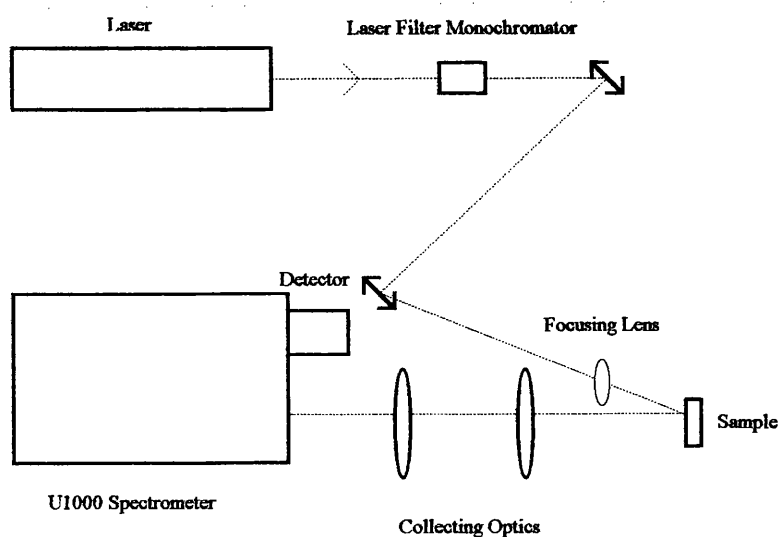 Laser
Laser Filter Monochromator
Detector
Focusing Lens
Sample
U1000 Spectrometer
Collecting Optics